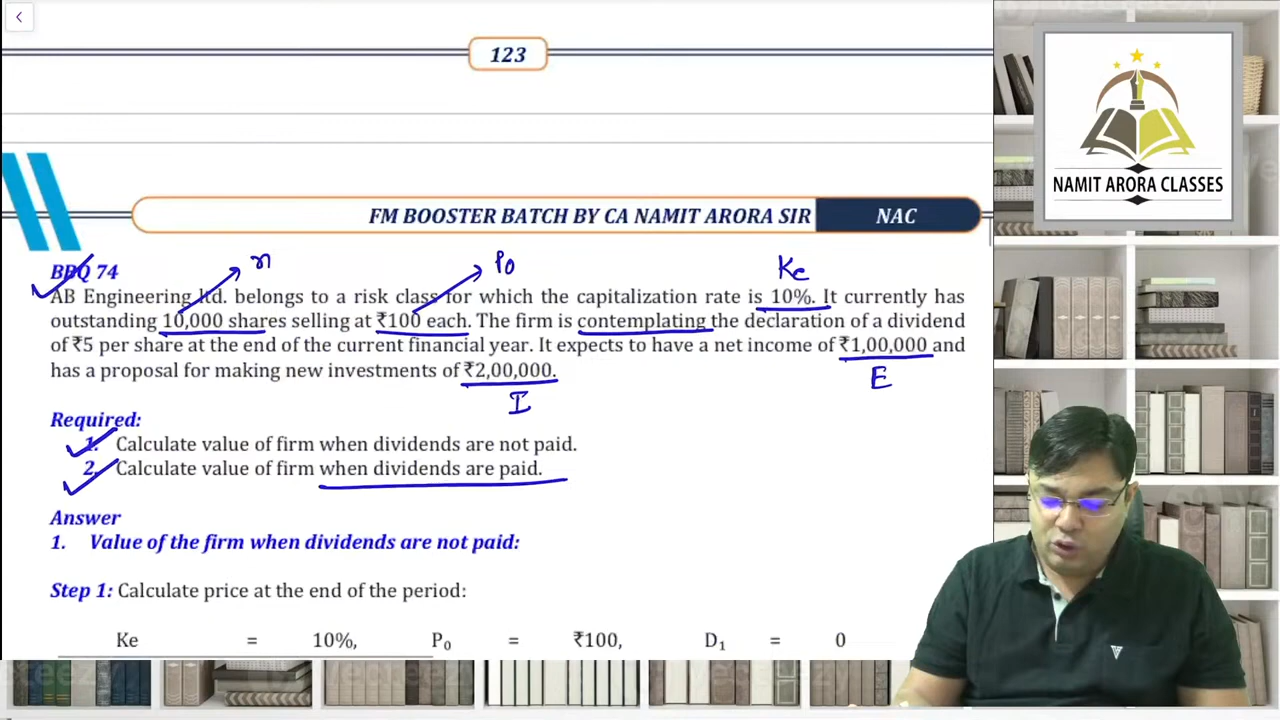 123
NAMIT ARORA CLASSES
FM BOOSTER BATCH BY CA NAMIT ARORA SIR NAC
n
P0
Ke
BBQ 74
AB Engineering ltd. belongs to a risk class for which the capitalization rate is 10%. It currently has
outstanding 10,000 shares selling at ₹100 each. The firm is contemplating the declaration of a dividend
of ₹5 per share at the end of the current financial year. It expects to have a net income of ₹1,00,000 and
has a proposal for making new investments of ₹2,00,000.
E
I
Required:
1. Calculate value of firm when dividends are not paid.
2. Calculate value of firm when dividends are paid.
Answer
1. Value of the firm when dividends are not paid:
Step 1: Calculate price at the end of the period:
Ke = 10%, P0 = ₹100, D1 = 0